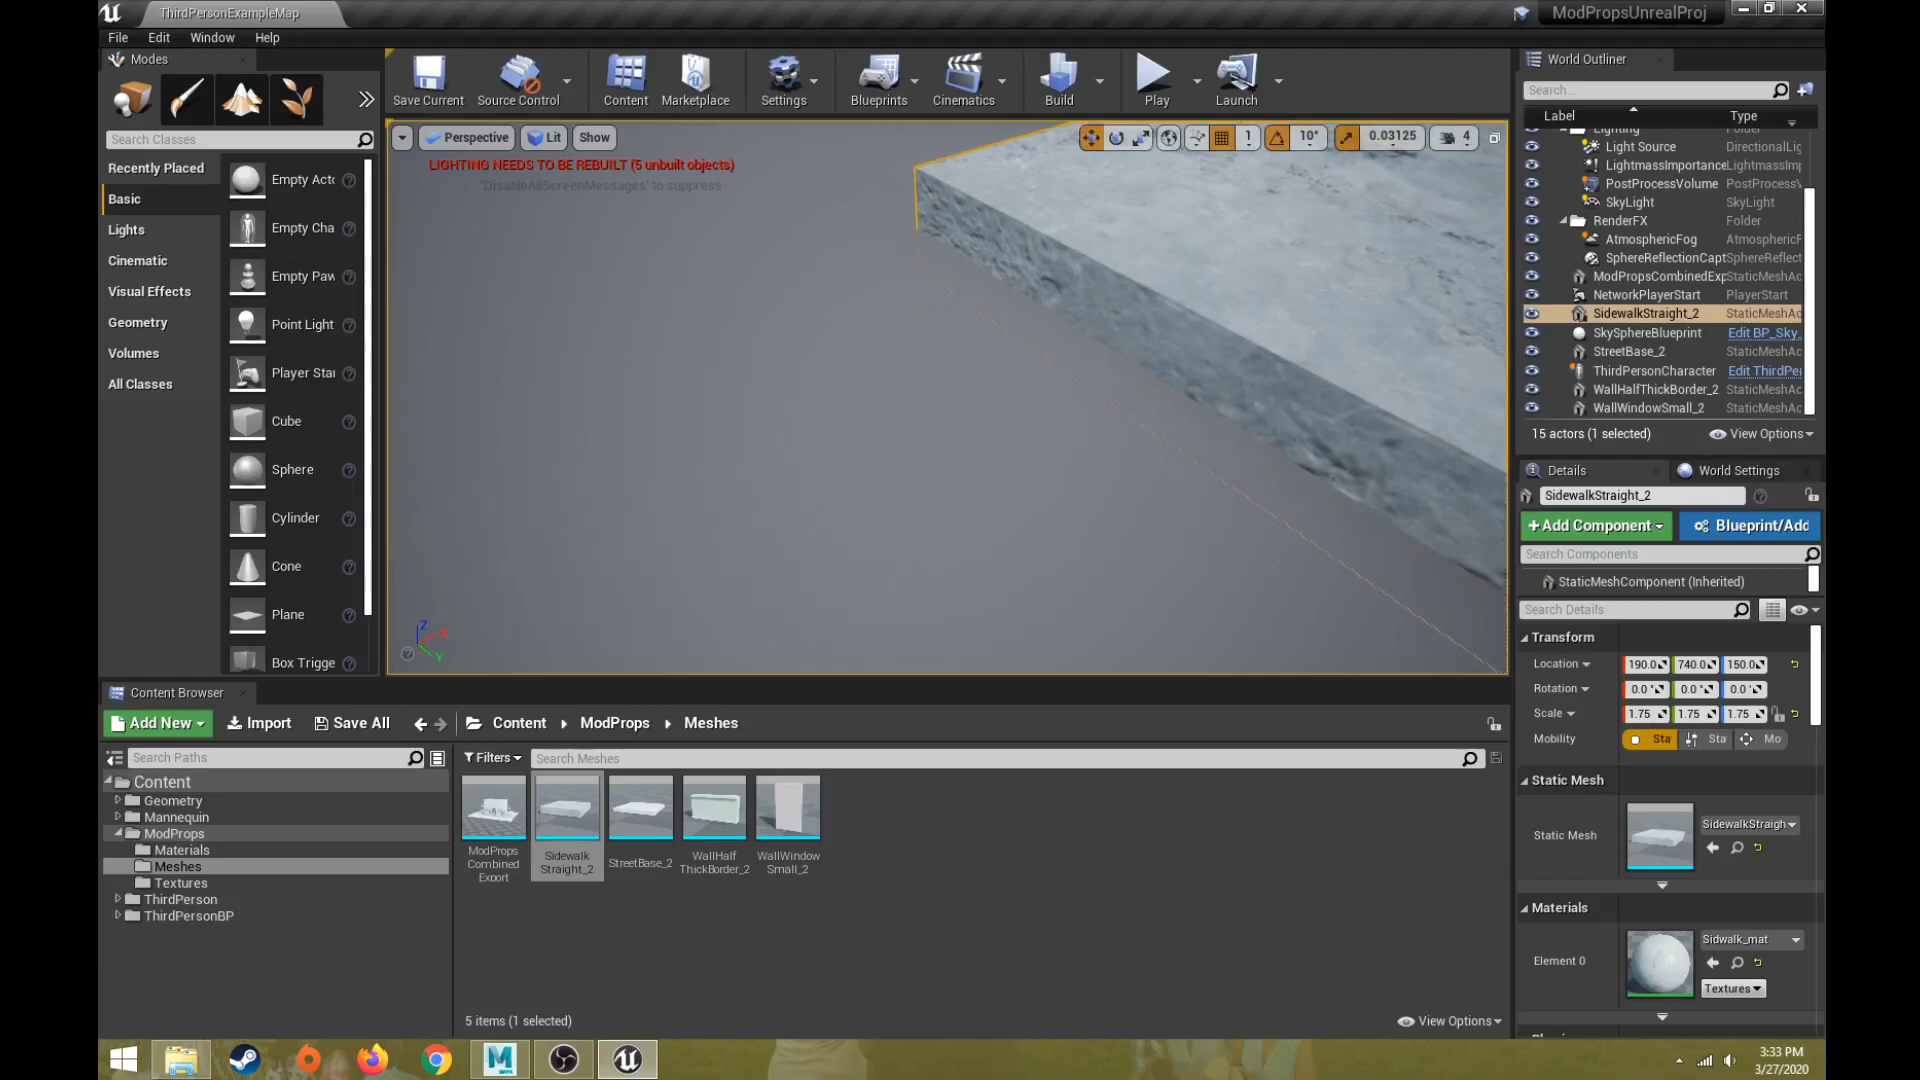 ThirdPersonExampleMap
ModPropsUnrealProj
File Edit Window Help
Modes
Search Classes
Recently Placed
Basic
Lights
Cinematic
Visual Effects
Geometry
Volumes
All Classes
Empty Acto
Empty Cha
Empty Paw
Point Light
Player Star
Cube
Sphere
Cylinder
Cone
Plane
Box Trigge
Save Current
Source Control
Content
Marketplace
Settings
Blueprints
Cinematics
Build
Play
Launch
Perspective Lit Show
1 10° 0.03125 4
LIGHTING NEEDS TO BE REBUILT (5 unbuilt objects)
'DisableAllScreenMessages' to suppress
Z X Y
World Outliner
Search...
Label Type
Lighting Folder
Light Source DirectionalLig
LightmassImportance LightmassImp
PostProcessVolume PostProcessV
SkyLight SkyLight
RenderFX Folder
AtmosphericFog AtmosphericF
SphereReflectionCapt SphereReflect
ModPropsCombinedExp StaticMeshAc
NetworkPlayerStart PlayerStart
SidewalkStraight_2 StaticMeshAc
SkySphereBlueprint Edit BP_Sky_
StreetBase_2 StaticMeshAc
ThirdPersonCharacter Edit ThirdPer
WallHalfThickBorder_2 StaticMeshAc
WallWindowSmall_2 StaticMeshAc
15 actors (1 selected) View Options
Details World Settings
SidewalkStraight_2
+Add Component Blueprint/Add
Search Components
StaticMeshComponent (Inherited)
Search Details
Transform
Location 190.0 740.0 150.0
Rotation 0.0 ° 0.0 ° 0.0 °
Scale 1.75 1.75 1.75
Mobility Sta Sta Mo
Static Mesh
Static Mesh SidewalkStraigh
Materials
Element 0 Sidwalk_mat
Textures
Content Browser
Add New Import Save All Content ModProps Meshes
Search Paths
Filters Search Meshes
Content
Geometry
Mannequin
ModProps
Materials
Meshes
Textures
ThirdPerson
ThirdPersonBP
ModProps
Combined
Export
Sidewalk
Straight_2
StreetBase_2
WallHalf
ThickBorder_2
WallWindow
Small_2
5 items (1 selected) View Options
3:33 PM
3/27/2020